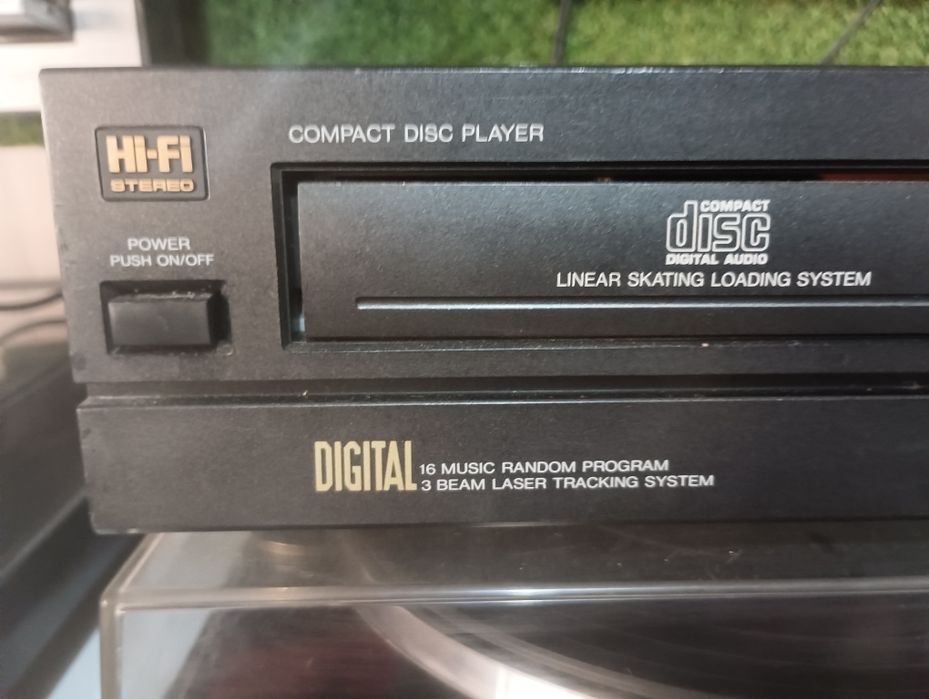 Hi-Fi
STEREO
COMPACT DISC PLAYER
POWER
PUSH ON/OFF
COMPACT
disc
DIGITAL AUDIO
LINEAR SKATING LOADING SYSTEM
DIGITAL 16 MUSIC RANDOM PROGRAM
3 BEAM LASER TRACKING SYSTEM